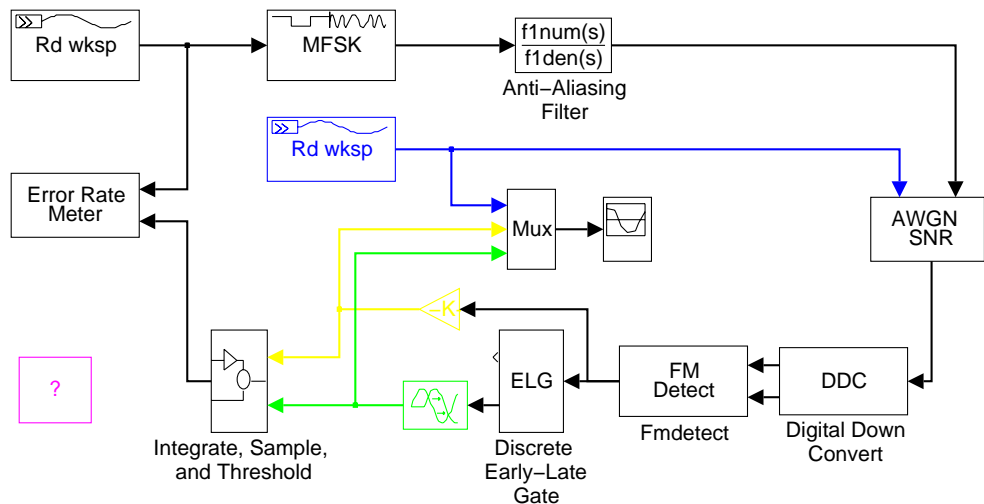 Rd wksp
MFSK
f1num(s)
f1den(s)
Anti−Aliasing
Filter
Rd wksp
Error Rate
Meter
Mux
AWGN
SNR
−K
?
ELG
FM
Detect
DDC
Integrate, Sample,
and Threshold
Discrete
Early−Late
Gate
Fmdetect
Digital Down
Convert